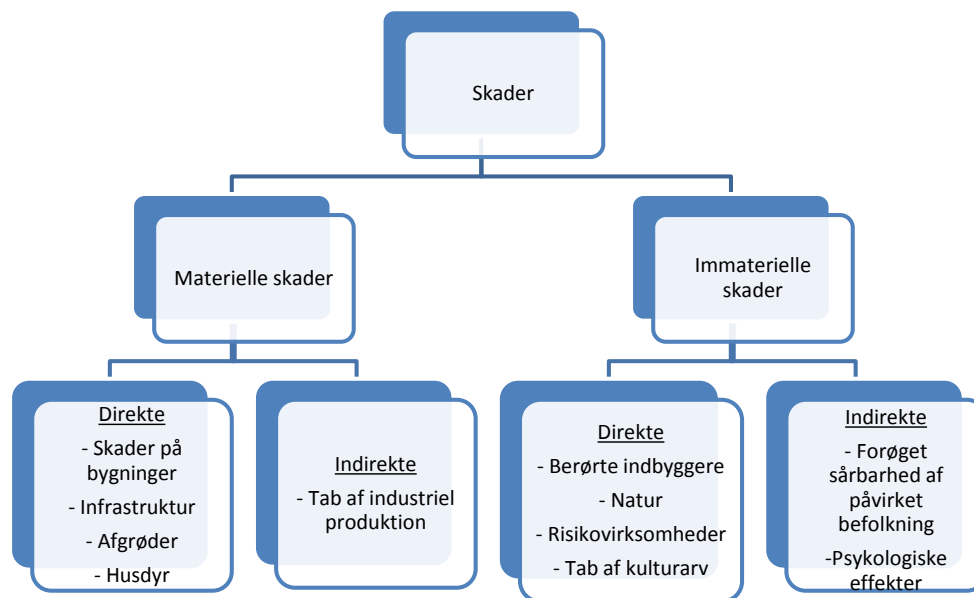 Skader
Materielle skader
Immaterielle
skader
Direkte
- Skader på
bygninger
- Infrastruktur
- Afgrøder
- Husdyr
Indirekte
- Tab af industriel
produktion
Direkte
- Berørte indbyggere
- Natur
- Risikovirksomheder
- Tab af kulturarv
Indirekte
- Forøget
sårbarhed af
påvirket
befolkning
-Psykologiske
effekter